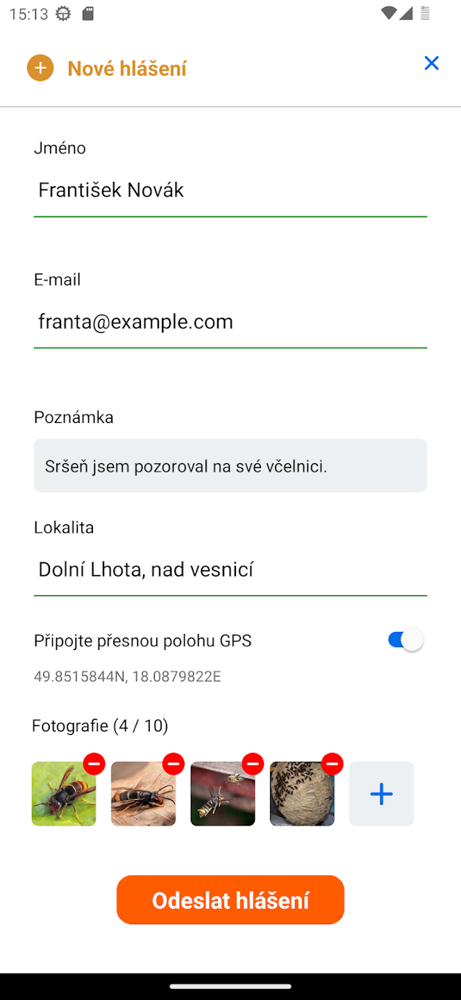 15:13
Nové hlášení
Jméno
František Novák
E-mail
franta@example.com
Poznámka
Sršeň jsem pozoroval na své včelnici.
Lokalita
Dolní Lhota, nad vesnicí
Připojte přesnou polohu GPS
49.8515844N, 18.0879822E
Fotografie (4 / 10)
Odeslat hlášení